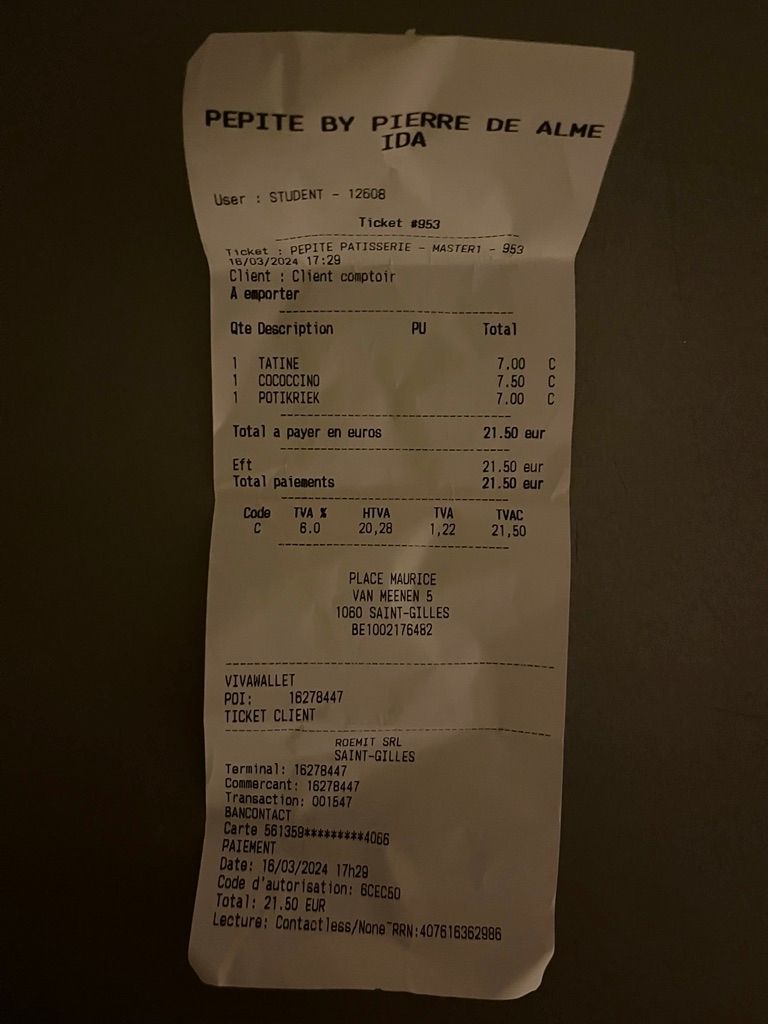 PEPITE BY PIERRE DE ALME
IDA
User : STUDENT - 12608
Ticket #953
Ticket : PEPITE PATISSERIE - MASTER1 - 953
16/03/2024 17:29
Client : Client comptoir
A emporter
Qte Description PU Total
1 TATINE 7.00 C
1 COCOCCINO 7.50 C
1 POTIKRIEK 7.00 C
Total a payer en euros 21.50 eur
Eft 21.50 eur
Total paiements 21.50 eur
Code TVA % HTVA TVA TVAC
C 6.0 20,28 1,22 21,50
PLACE MAURICE
VAN MEENEN 5
1060 SAINT-GILLES
BE1002176482
VIVAWALLET
POI: 16278447
TICKET CLIENT
ROEMIT SRL
SAINT-GILLES
Terminal: 16278447
Commercant: 16278447
Transaction: 001547
BANCONTACT
Carte 561359*********4066
PAIEMENT
Date: 16/03/2024 17h29
Code d'autorisation: 6CEC60
Total: 21.50 EUR
Lecture: Contactless/None~RRN:407616362986